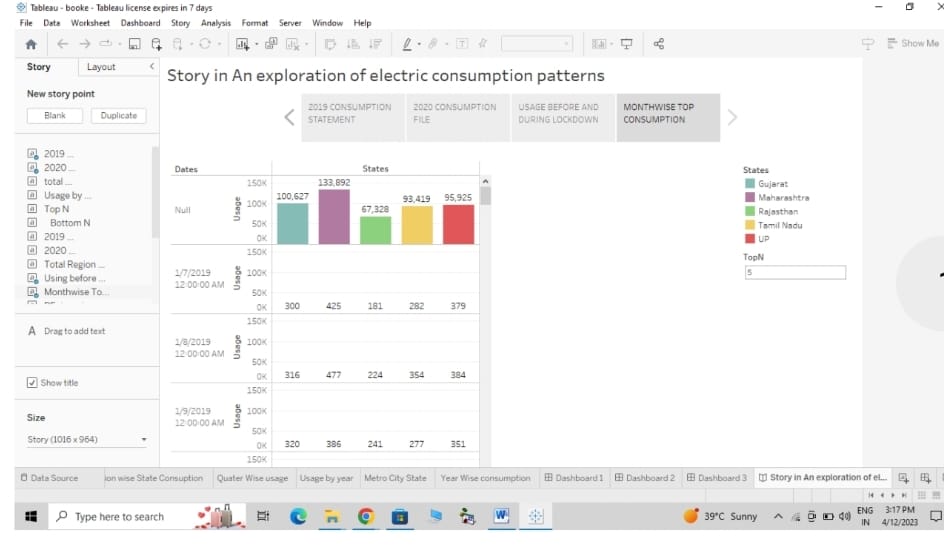 Tableau - booke - Tableau license expires in 7 days
File Data Worksheet Dashboard Story Analysis Format Server Window Help
Show Me
Story Layout
New story point
Blank Duplicate
2019 ...
2020 ...
total ...
Usage by ...
Top N
Bottom N
2019 ...
2020 ...
Total Region ...
Using before ...
Monthwise To...
A Drag to add text
Show title
Size
Story (1016 x 964)
Story in An exploration of electric consumption patterns
2019 CONSUMPTION STATEMENT
2020 CONSUMPTION FILE
USAGE BEFORE AND DURING LOCKDOWN
MONTHWISE TOP CONSUMPTION
Dates States
Null
Usage
150K
100K
50K
0K
100,627 133,892 67,328 93,419 95,925
1/7/2019 12:00:00 AM
Usage
150K
100K
50K
0K
300 425 181 282 379
1/8/2019 12:00:00 AM
Usage
150K
100K
50K
0K
316 477 224 354 384
1/9/2019 12:00:00 AM
Usage
150K
100K
50K
0K
320 386 241 277 351
150K
States
Gujarat
Maharashtra
Rajasthan
Tamil Nadu
UP
TopN
5
Data Source ion wise State Consuption Quater Wise usage Usage by year Metro City State Year Wise consumption Dashboard 1 Dashboard 2 Dashboard 3 Story in An exploration of el...
Type here to search
39°C Sunny
ENG
IN
3:17 PM
4/12/2023